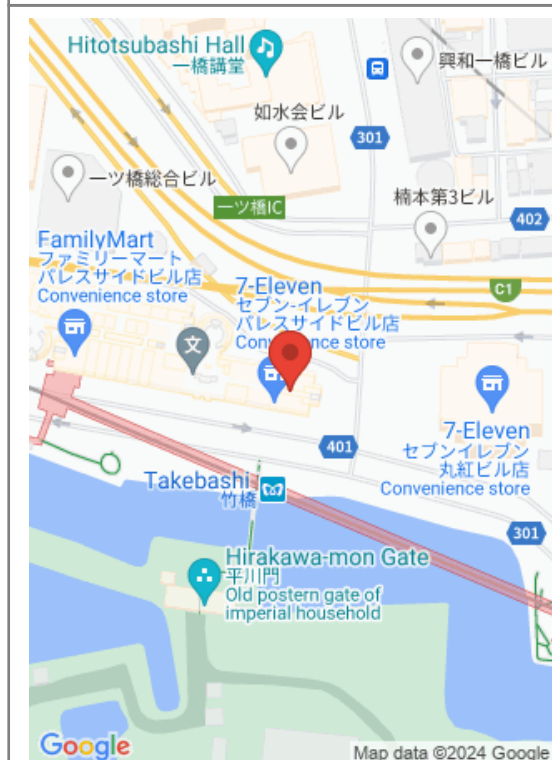 Hitotsubashi Hall
一橋講堂
興和一橋ビル
如水会ビル
301
一ツ橋総合ビル
一ツ橋IC
楠本第3ビル
402
FamilyMart
ファミリーマート
パレスサイドビル店
Convenience store
7-Eleven
セブン-イレブン
パレスサイドビル店
Convenience store
C1
文
7-Eleven
セブンイレブン
丸紅ビル店
Convenience store
401
Takebashi
竹橋
301
Hirakawa-mon Gate
平川門
Old postern gate of
imperial household
Google
Map data ©2024 Google